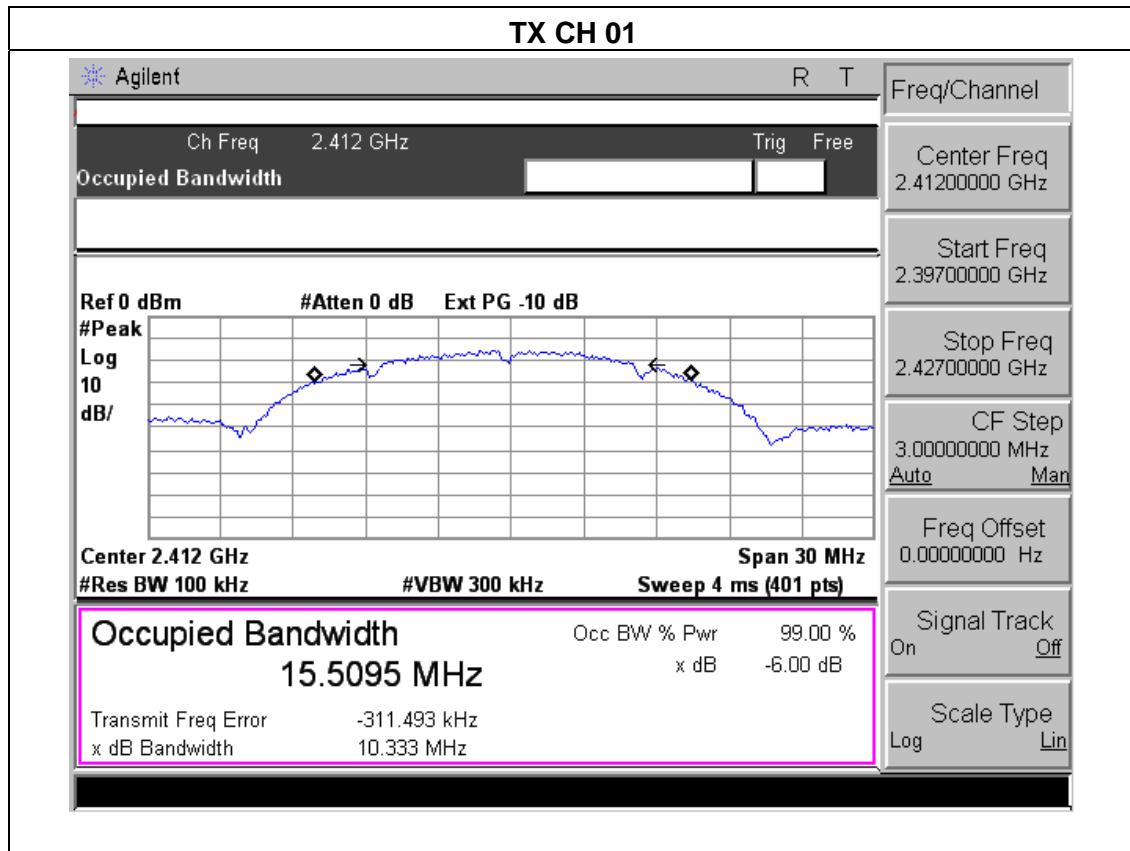 TX CH 01
Agilent R T
Freq/Channel
Ch Freq 2.412 GHz Trig Free
Occupied Bandwidth
Center Freq
2.41200000 GHz
Start Freq
2.39700000 GHz
Stop Freq
2.42700000 GHz
CF Step
3.00000000 MHz
Auto Man
Freq Offset
0.00000000 Hz
Signal Track
On Off
Scale Type
Log Lin
Ref 0 dBm #Atten 0 dB Ext PG -10 dB
#Peak
Log
10
dB/
Center 2.412 GHz Span 30 MHz
#Res BW 100 kHz #VBW 300 kHz Sweep 4 ms (401 pts)
Occupied Bandwidth Occ BW % Pwr 99.00 %
15.5095 MHz x dB -6.00 dB
Transmit Freq Error -311.493 kHz
x dB Bandwidth 10.333 MHz